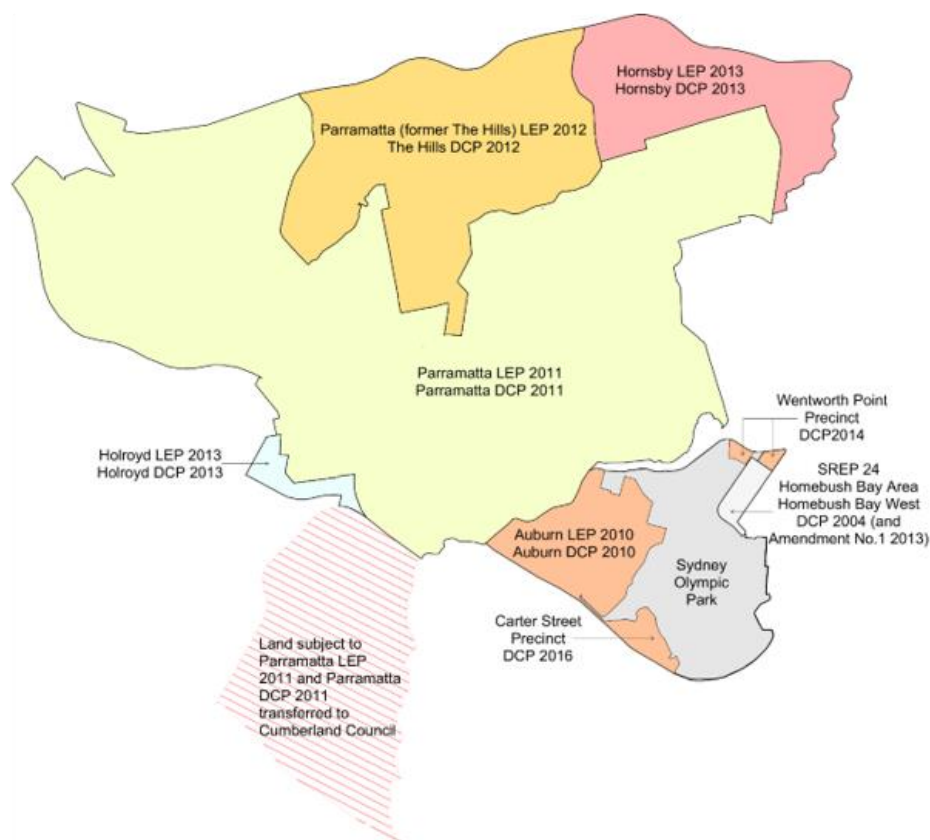 Hornsby LEP 2013
Hornsby DCP 2013
Parramatta (former The Hills) LEP 2012
The Hills DCP 2012
Parramatta LEP 2011
Parramatta DCP 2011
Wentworth Point
Precinct
DCP2014
Holroyd LEP 2013
Holroyd DCP 2013
SREP 24
Homebush Bay Area
Homebush Bay West
DCP 2004 (and
Amendment No.1 2013)
Auburn LEP 2010
Auburn DCP 2010
Sydney
Olympic
Park
Carter Street
Precinct
DCP 2016
Land subject to
Parramatta LEP
2011 and Parramatta
DCP 2011
transferred to
Cumberland Council